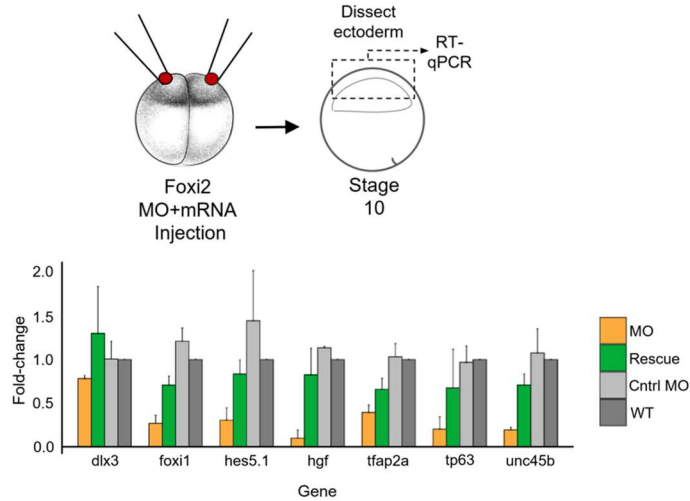 Dissect
ectoderm
RT-
qPCR
Foxi2
MO+mRNA
Injection
Stage
10
2.0
1.5
1.0
0.5
0.0
Fold-change
dlx3 foxi1 hes5.1 hgf tfap2a tp63 unc45b
Gene
MO
Rescue
Cntrl MO
WT